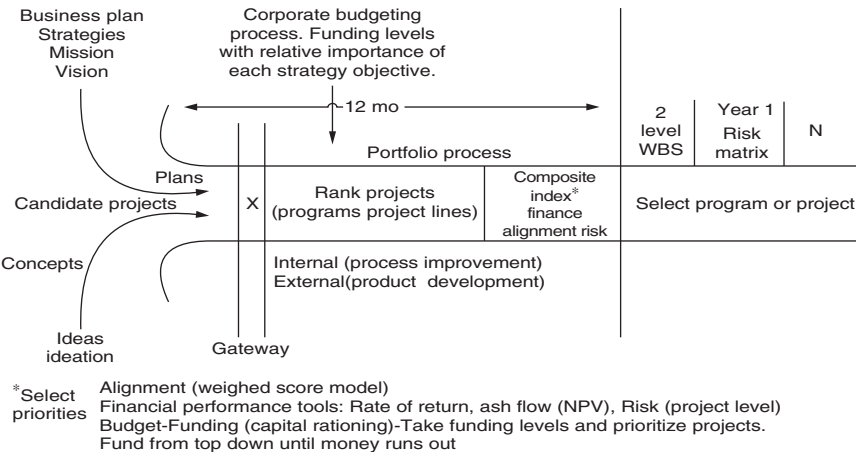 Business plan
Strategies
Mission
Vision
Corporate budgeting
process. Funding levels
with relative importance of
each strategy objective.
12 mo
2
level
WBS
Year 1
Risk
matrix
N
Portfolio process
Plans
Candidate projects
X
Rank projects
(programs project lines)
Composite
index*
finance
alignment risk
Select program or project
Concepts
Internal (process improvement)
External(product development)
Ideas
ideation
Gateway
*Select
priorities
Alignment (weighed score model)
Financial performance tools: Rate of return, ash flow (NPV), Risk (project level)
Budget-Funding (capital rationing)-Take funding levels and prioritize projects.
Fund from top down until money runs out